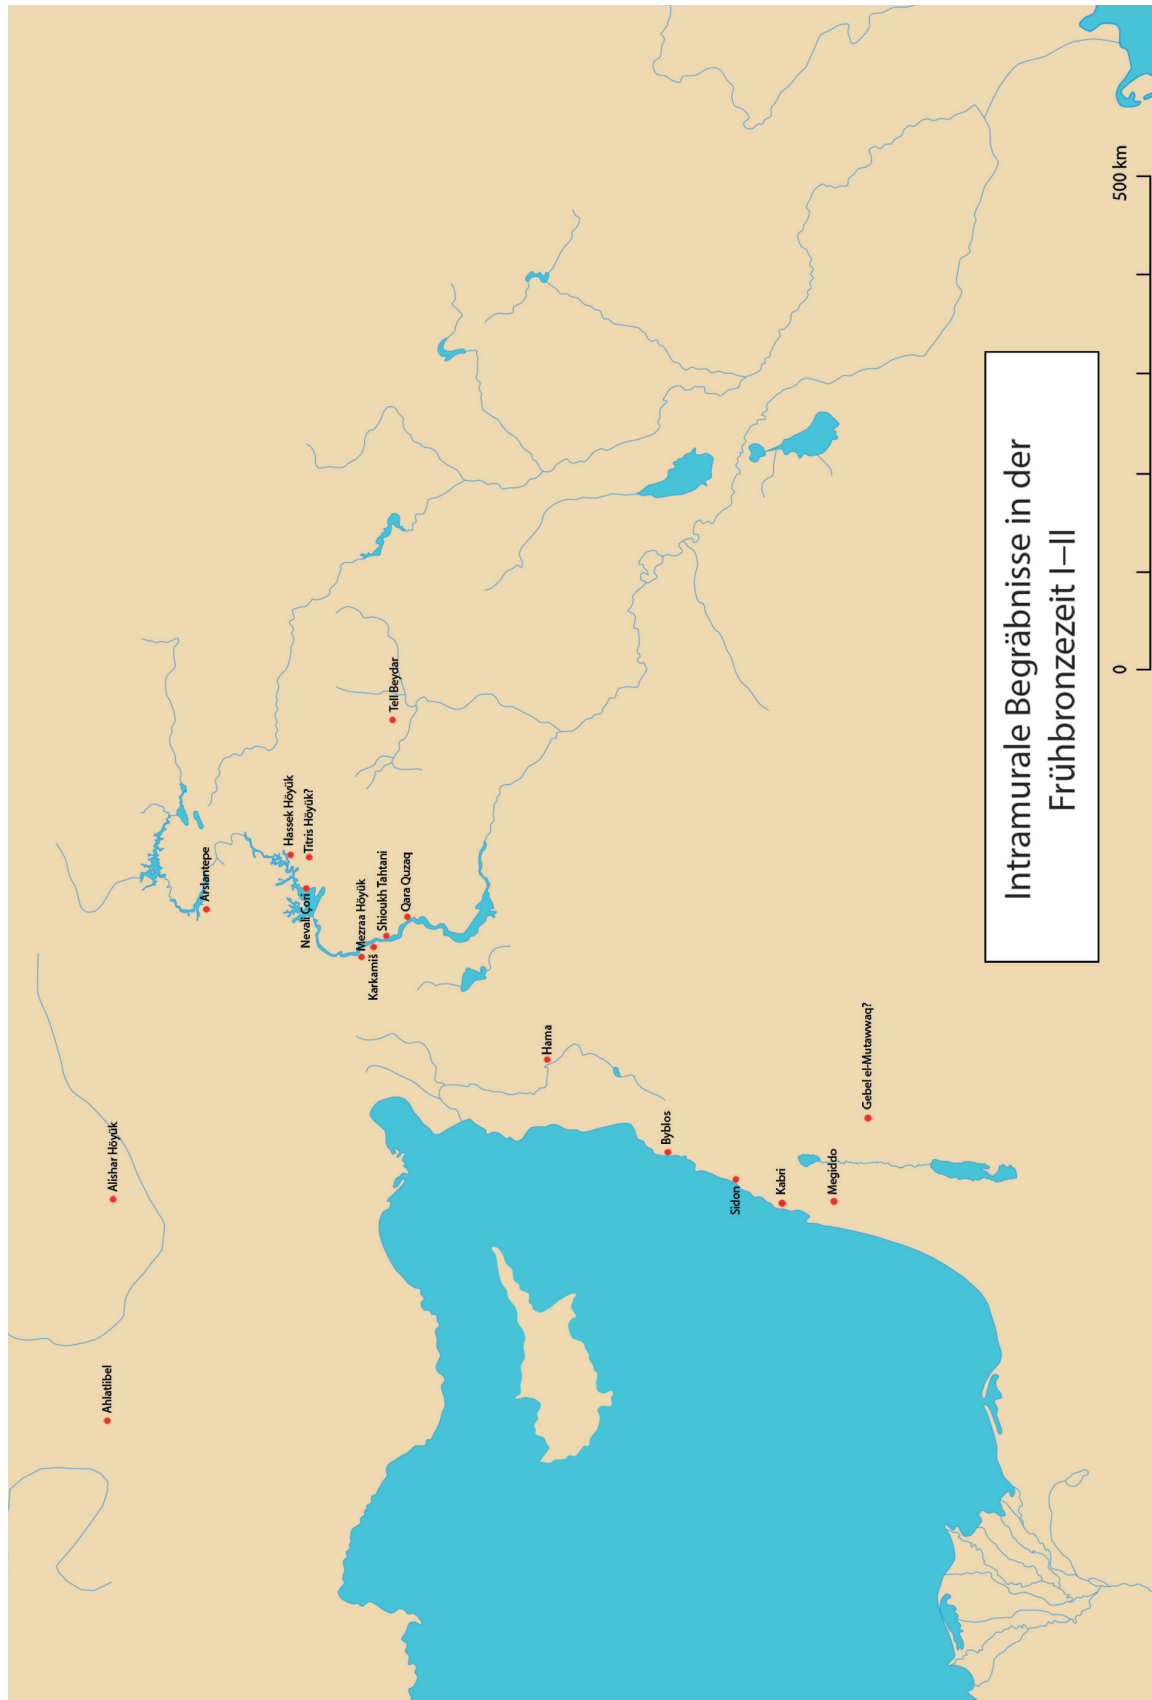 Ahlatlibel
Alishar Höyük
Arslantepe
Hassek Höyük
Titris Höyük?
Nevali Çori
Mezraa Höyük
Karkamiš
Shioukh Tahtani
Qara Quzaq
Tell Beydar
Hama
Byblos
Sidon
Kabri
Megiddo
Gebel el-Mutawwaq?
Intramurale Begräbnisse in der
Frühbronzezeit I–II
0
500 km